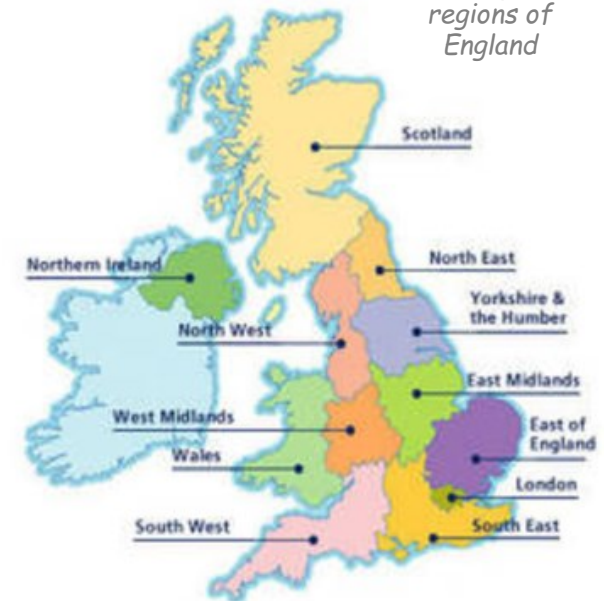 regions of
England
Scotland
North East
Northern Ireland
Yorkshire &
the Humber
North West
East Midlands
West Midlands
East of
England
Wales
London
South West
South East